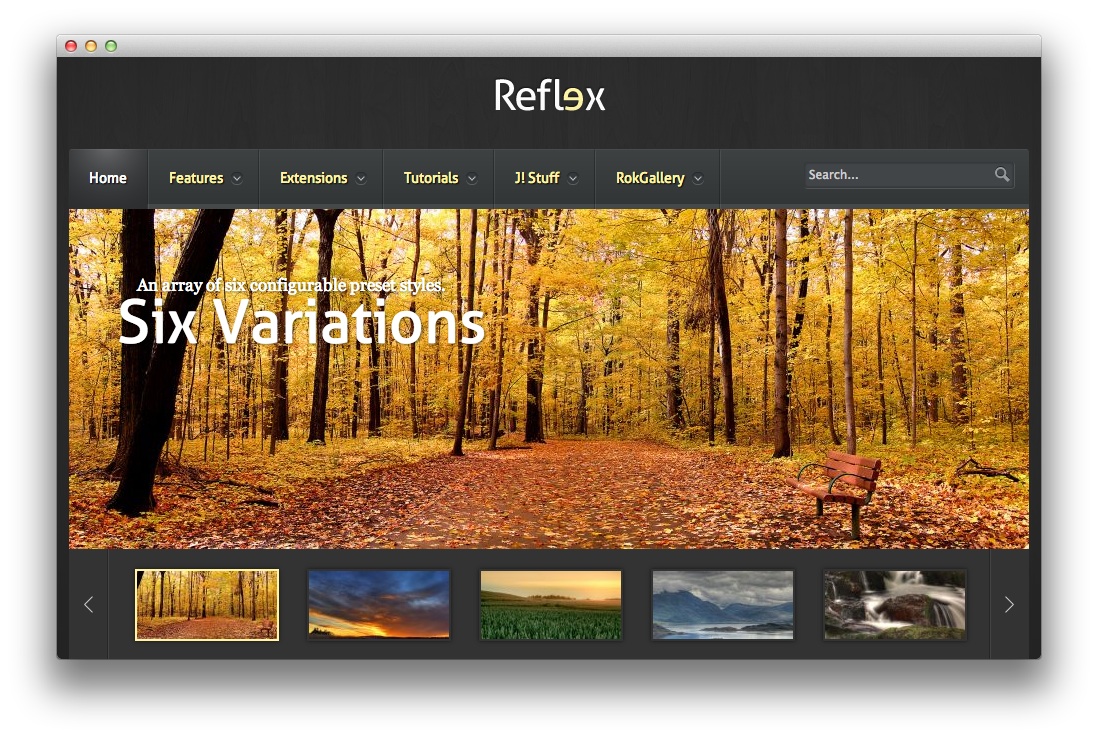 Reflex
Home Features Extensions Tutorials J! Stuff RokGallery Search...
An array of six configurable preset styles.
Six Variations